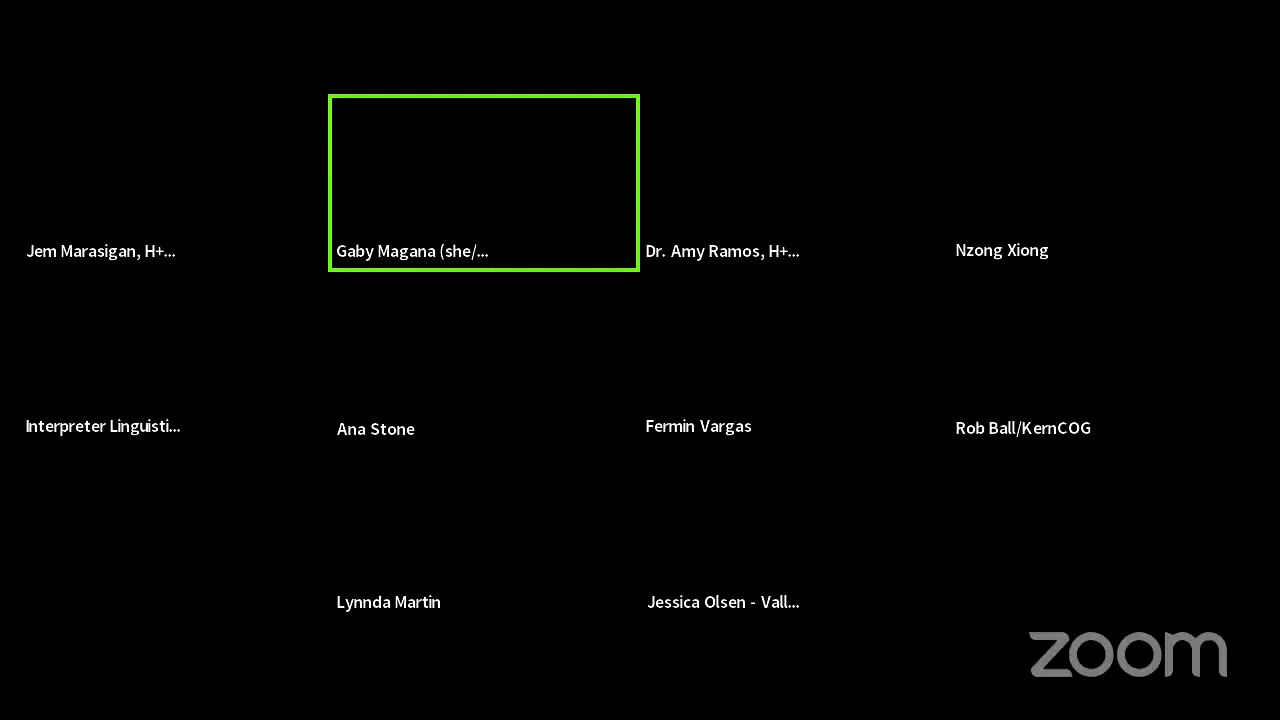 Jem Marasigan, H+...
Gaby Magana (she/...
Dr. Amy Ramos, H+...
Nzong Xiong
Interpreter Linguisti...
Ana Stone
Fermin Vargas
Rob Ball/KernCOG
Lynnda Martin
Jessica Olsen - Vall...
zoom